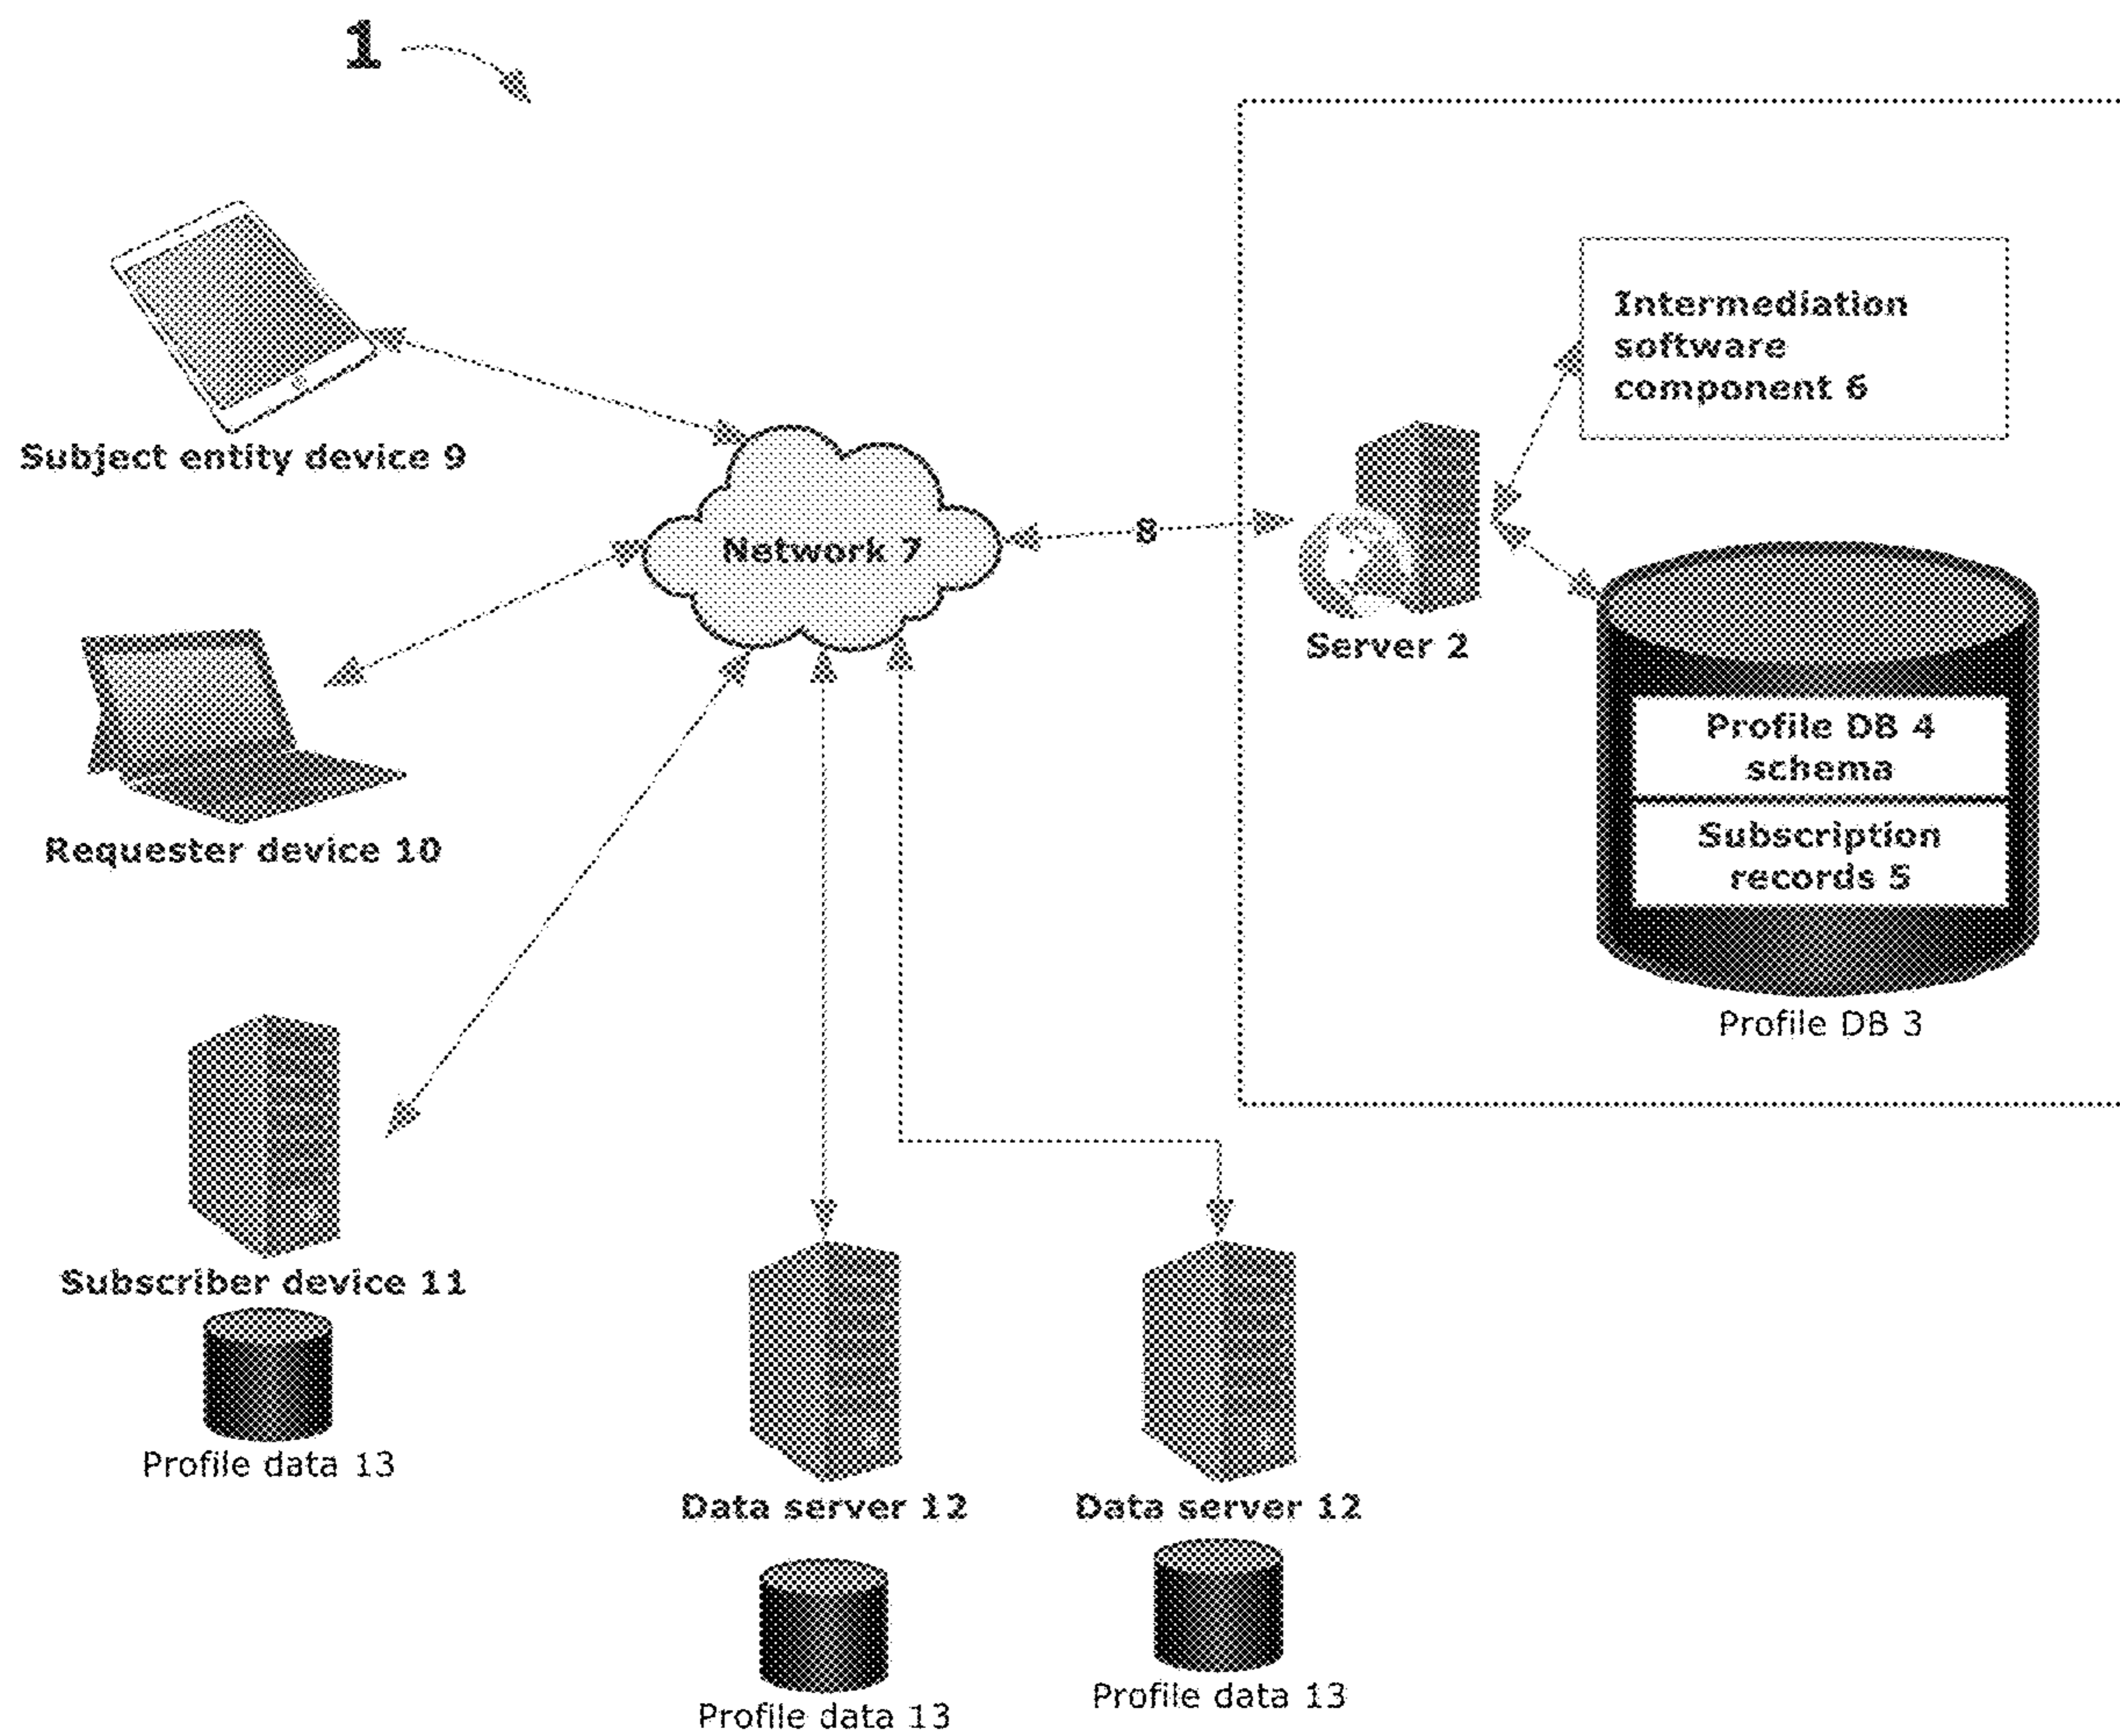 1
Intermediation
software
component 6
Subject entity device 9
Network 7
8
Server 2
Profile DB 4
schema
Subscription
records 5
Profile DB 3
Requester device 10
Subscriber device 11
Profile data 13
Data server 12
Data server 12
Profile data 13
Profile data 13